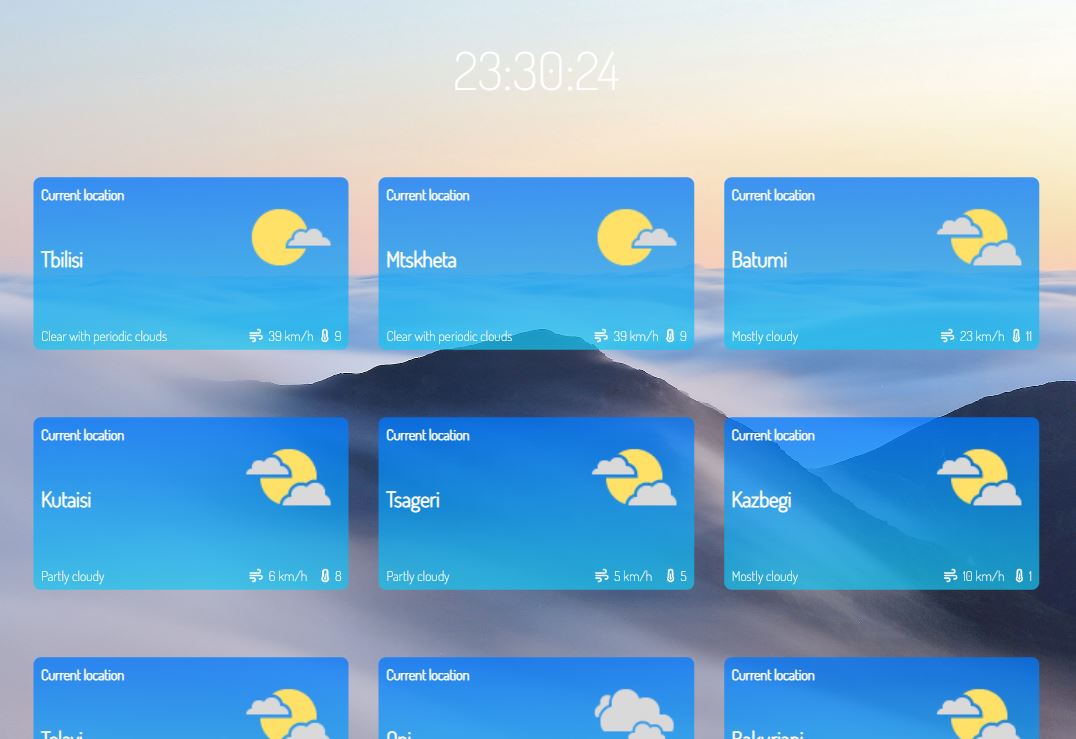 23:30:24
Current location
Tbilisi
Clear with periodic clouds 39 km/h 9
Current location
Mtskheta
Clear with periodic clouds 39 km/h 9
Current location
Batumi
Mostly cloudy 23 km/h 11
Current location
Kutaisi
Partly cloudy 6 km/h 8
Current location
Tsageri
Partly cloudy 5 km/h 5
Current location
Kazbegi
Mostly cloudy 10 km/h 1
Current location
Telavi
Current location
Oni
Current location
Bakuriani